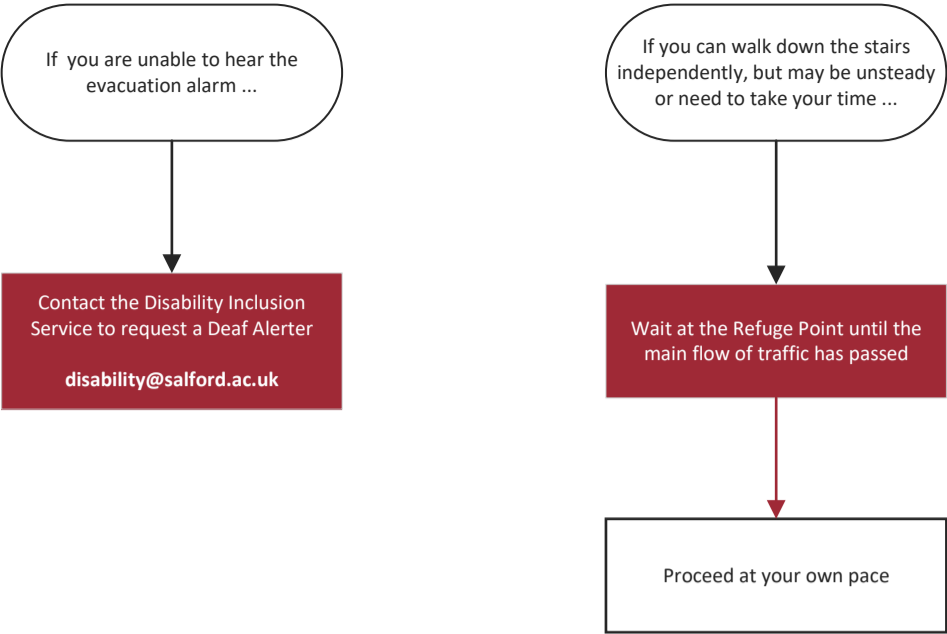 If you are unable to hear the
evacuation alarm ...
Contact the Disability Inclusion
Service to request a Deaf Alerter
disability@salford.ac.uk
If you can walk down the stairs
independently, but may be unsteady
or need to take your time ...
Wait at the Refuge Point until the
main flow of traffic has passed
Proceed at your own pace